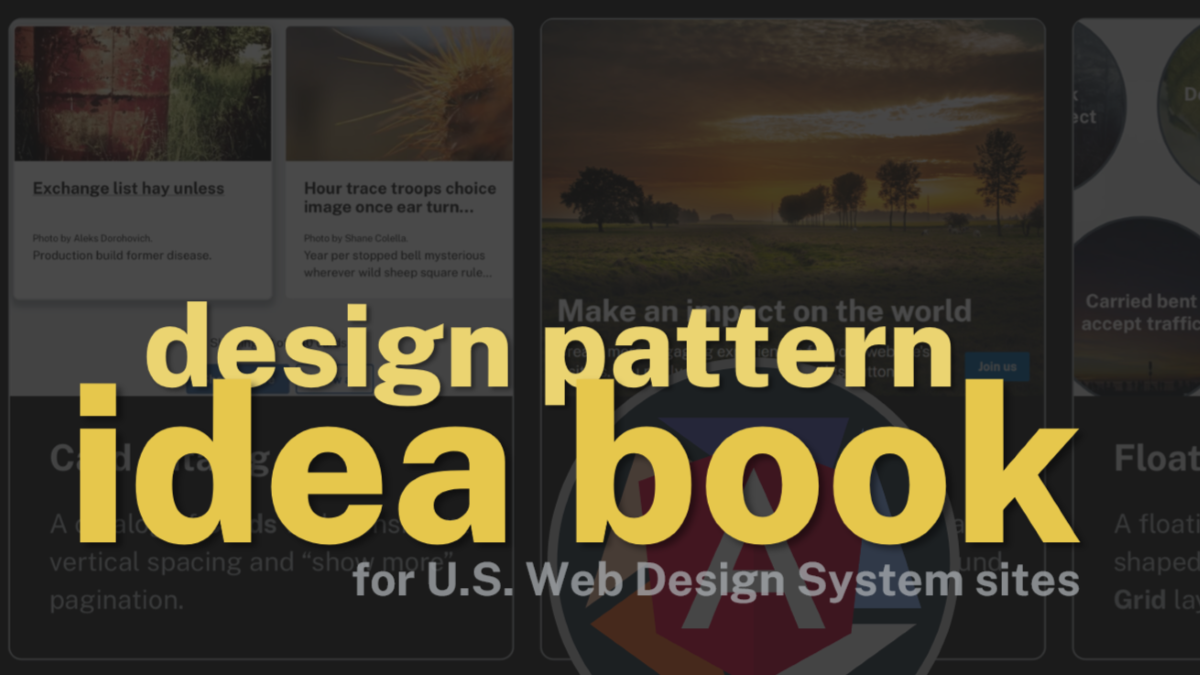 Exchange list hay unless
Photo by Aleks Dorohovich.
Production build former disease.
Hour trace troops choice
image once ear turn...
Photo by Shane Colella.
Year per stopped bell mysterious
wherever wild sheep square rule...
Make an impact on the world
Join us
ect
Carried bent
accept traffic
design pattern
idea book
for U.S. Web Design System sites
vertical spacing and “show more”
pagination.
A
Float
A floati
shaped
Grid lay